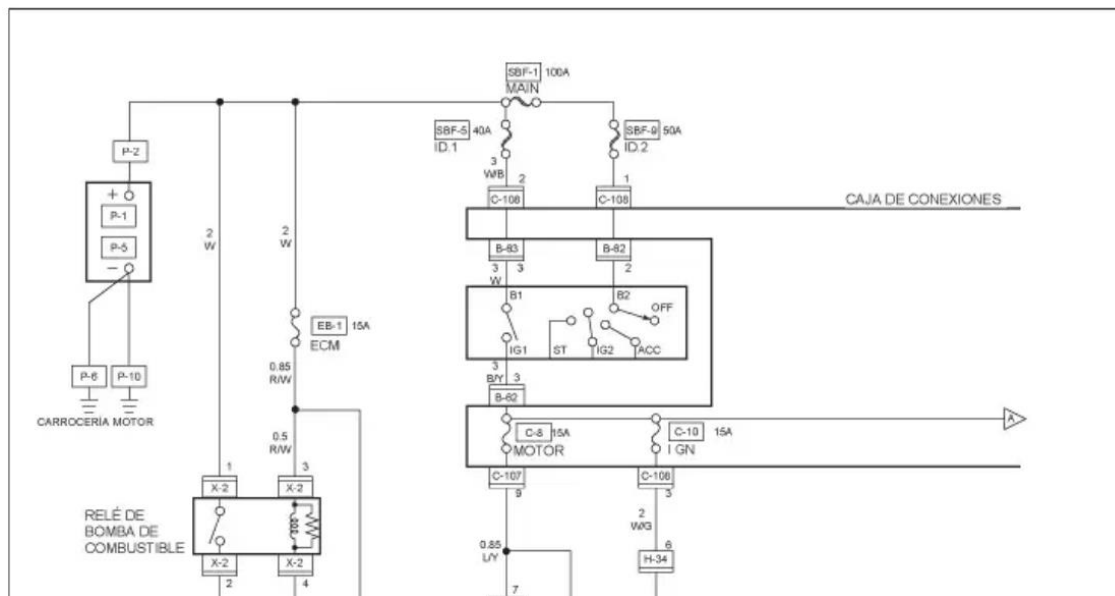 SBF-1 100A
MAIN
SBF-5 40A
ID.1
SBF-9 50A
ID.2
P-2
+
P-1
P-5
−
3
W/B
2
1
C-108
C-108
CAJA DE CONEXIONES
2
W
2
W
B-63
B-62
3
W
3
2
B1
B2
OFF
IG1
ST
IG2
ACC
EB-1 15A
ECM
0.85
R/W
3
B/Y
3
B-62
P-6
P-10
CARROCERÍA MOTOR
0.5
R/W
C-8 15A
MOTOR
C-10 15A
I GN
A
1
3
X-2
X-2
C-107
C-106
9
3
RELÉ DE
BOMBA DE
COMBUSTIBLE
2
W/G
0.85
L/Y
6
H-34
X-2
X-2
2
4
7